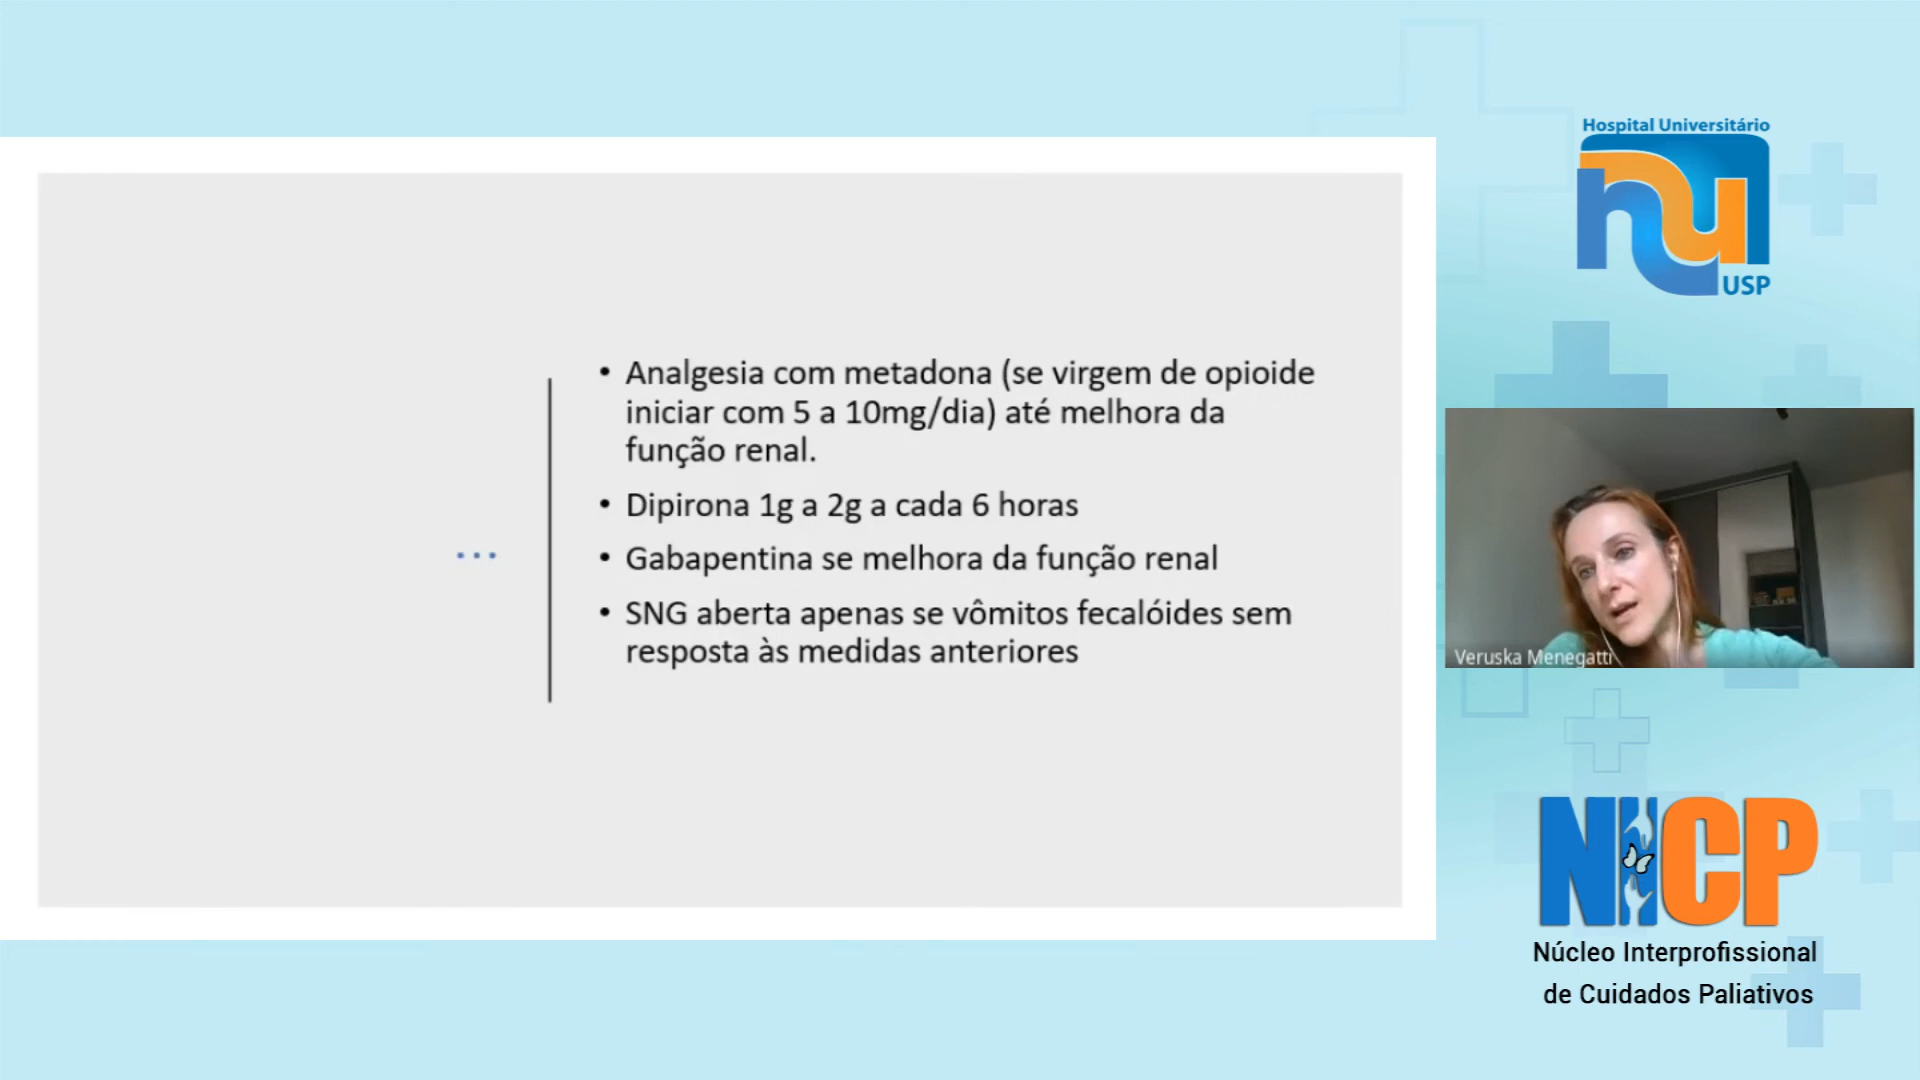 • Analgesia com metadona (se virgem de opioide
iniciar com 5 a 10mg/dia) até melhora da
função renal.
• Dipirona 1g a 2g a cada 6 horas
• Gabapentina se melhora da função renal
• SNG aberta apenas se vômitos fecalóides sem
resposta às medidas anteriores
...
Hospital Universitário
hu
USP
Veruska Menegatti
NICP
Núcleo Interprofissional
de Cuidados Paliativos